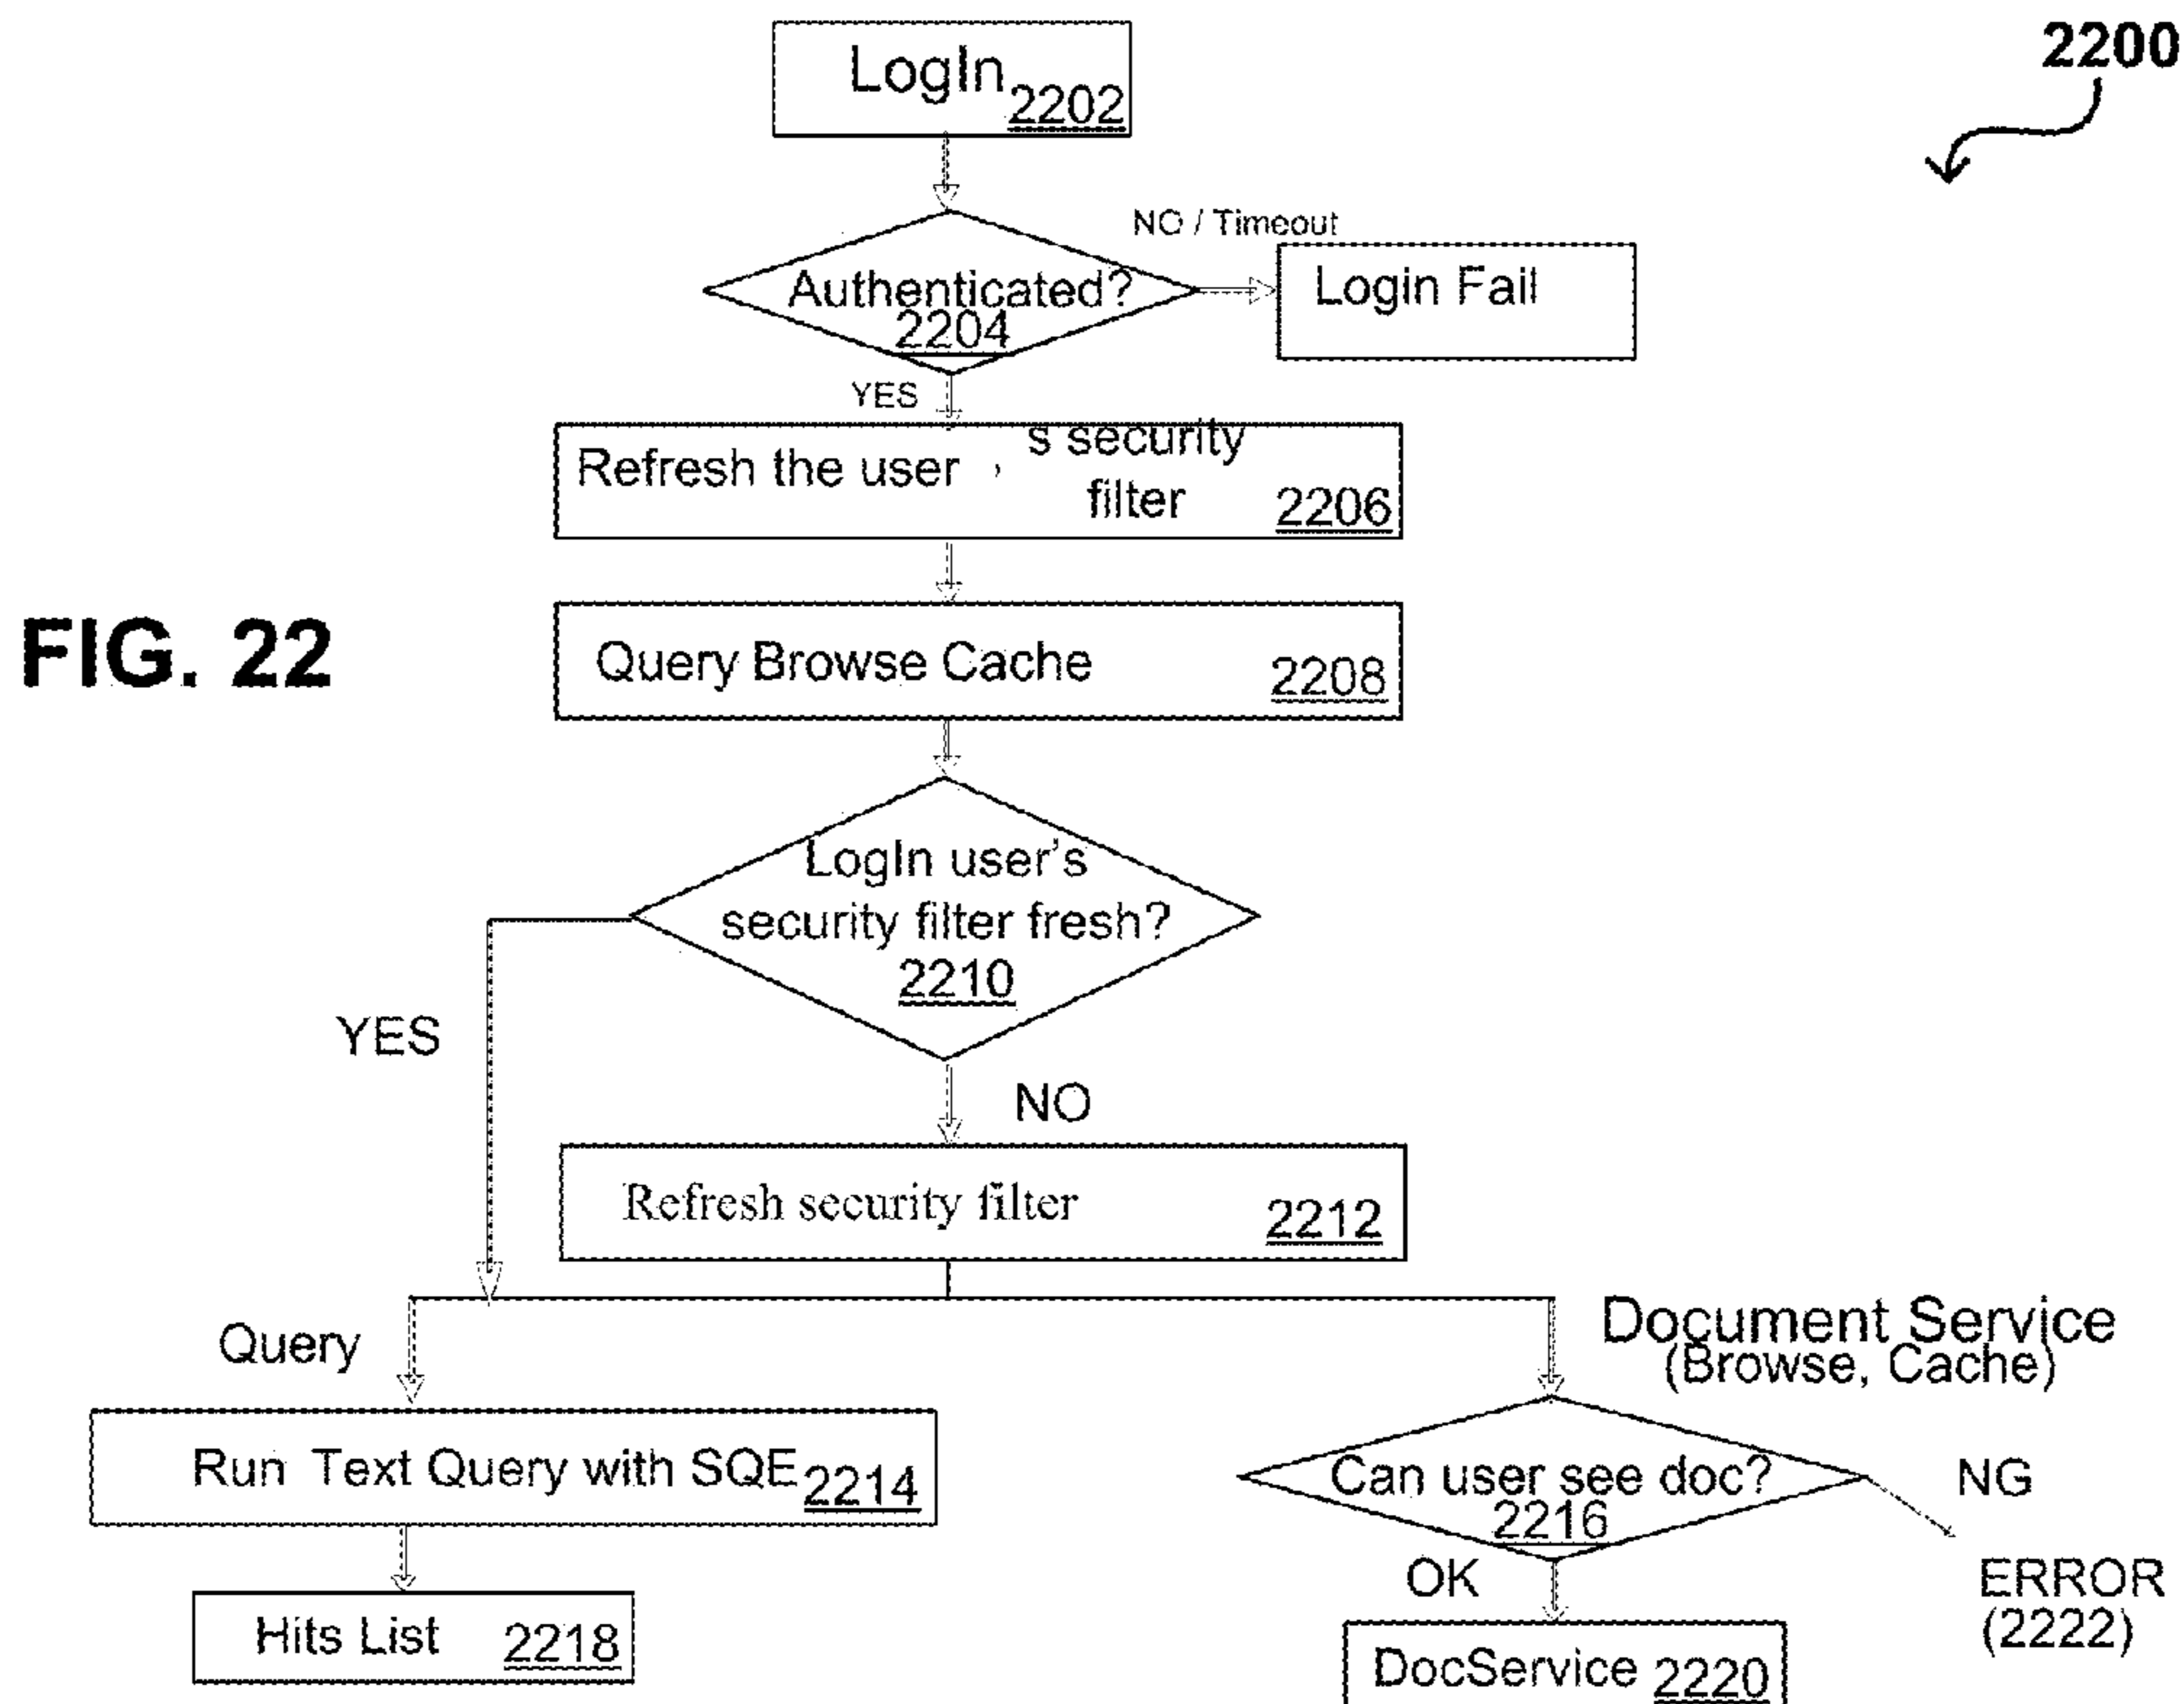 2200
LogIn 2202
NO / Timeout
Authenticated?
2204
Login Fail
YES
Refresh the user ' s security
filter 2206
FIG. 22
Query Browse Cache 2208
LogIn user's
security filter fresh?
2210
YES
NO
Refresh security filter 2212
Query
Document Service
(Browse, Cache)
Run Text Query with SQE 2214
Can user see doc?
2216
NG
OK
ERROR
(2222)
Hits List 2218
DocService 2220